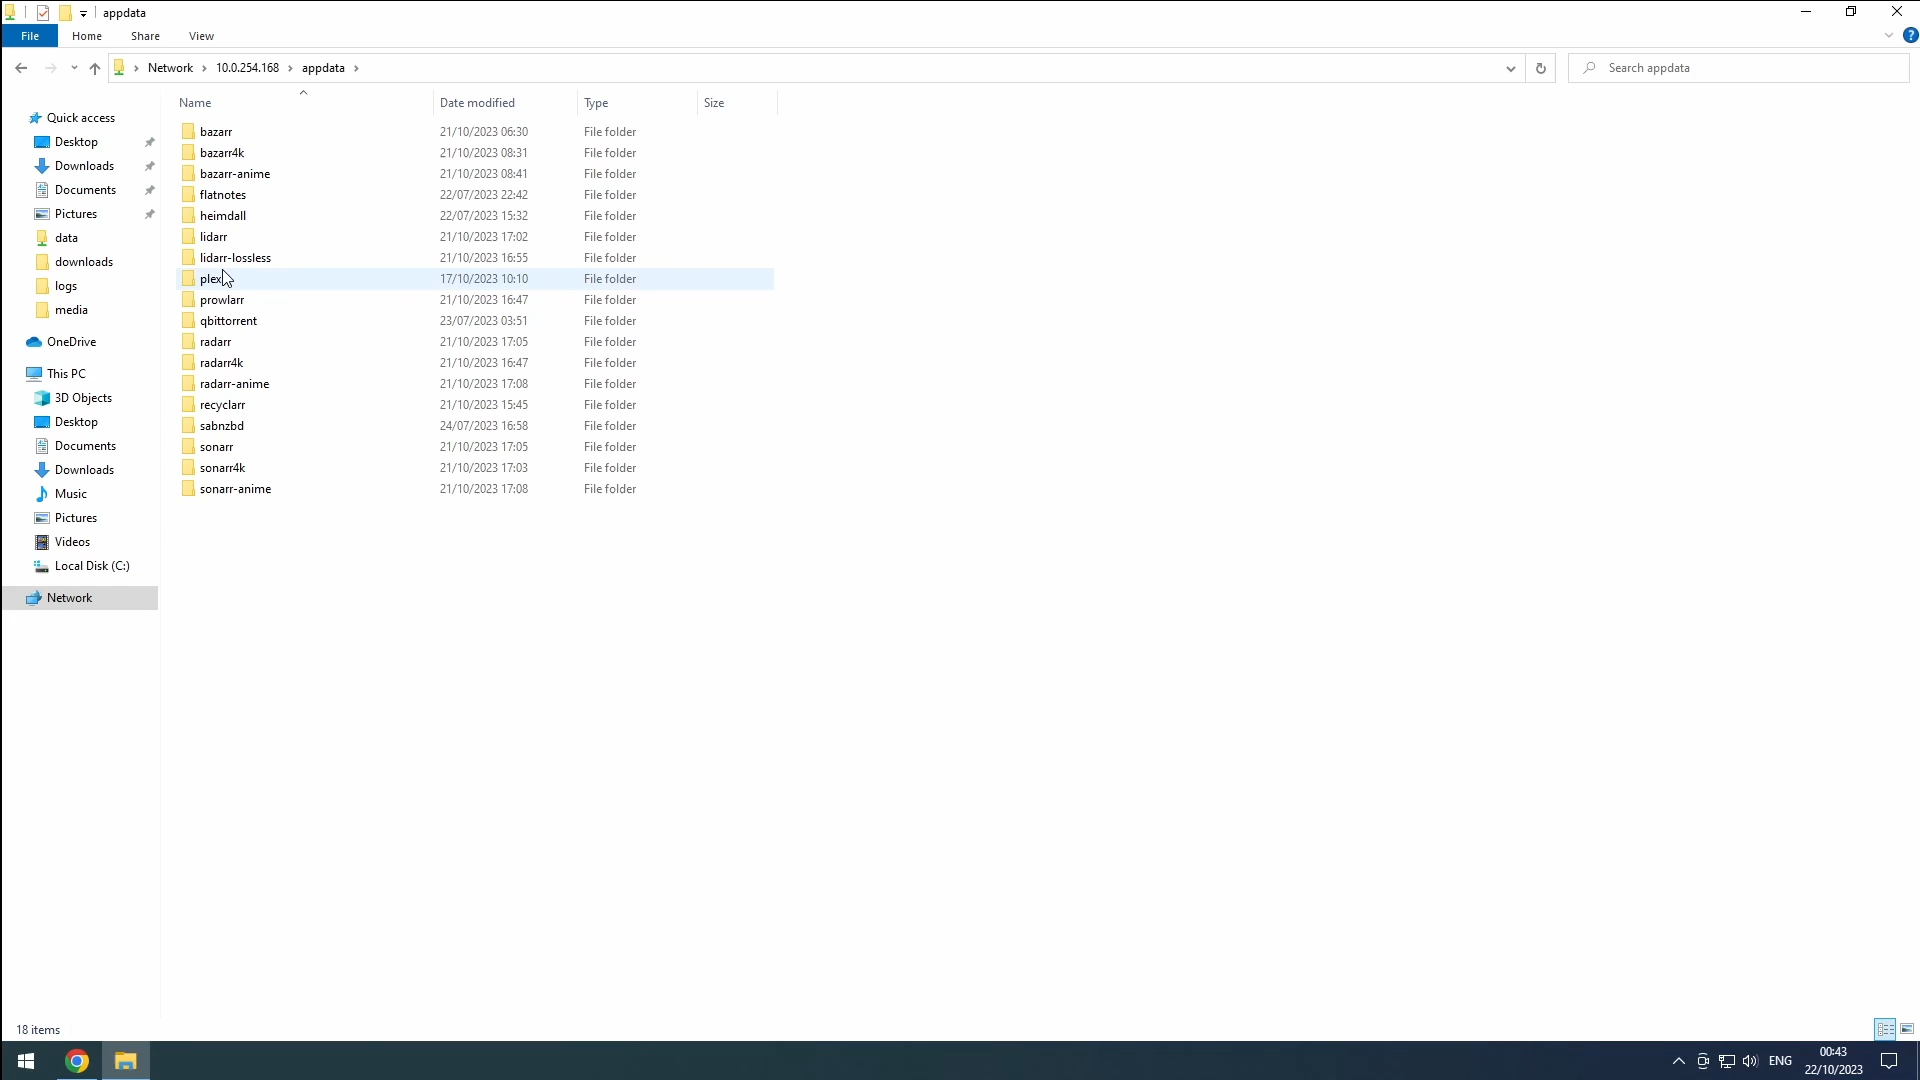 appdata
File Home Share View
Network 10.0.254.168 appdata
Search appdata
Name Date modified Type Size
Quick access
Desktop
Downloads
Documents
Pictures
data
downloads
logs
media
OneDrive
This PC
3D Objects
Desktop
Documents
Downloads
Music
Pictures
Videos
Local Disk (C:)
Network
bazarr 21/10/2023 06:30 File folder
bazarr4k 21/10/2023 08:31 File folder
bazarr-anime 21/10/2023 08:41 File folder
flatnotes 22/07/2023 22:42 File folder
heimdall 22/07/2023 15:32 File folder
lidarr 21/10/2023 17:02 File folder
lidarr-lossless 21/10/2023 16:55 File folder
plex 17/10/2023 10:10 File folder
prowlarr 21/10/2023 16:47 File folder
qbittorrent 23/07/2023 03:51 File folder
radarr 21/10/2023 17:05 File folder
radarr4k 21/10/2023 16:47 File folder
radarr-anime 21/10/2023 17:08 File folder
recyclarr 21/10/2023 15:45 File folder
sabnzbd 24/07/2023 16:58 File folder
sonarr 21/10/2023 17:05 File folder
sonarr4k 21/10/2023 17:03 File folder
sonarr-anime 21/10/2023 17:08 File folder
18 items
ENG
00:43
22/10/2023